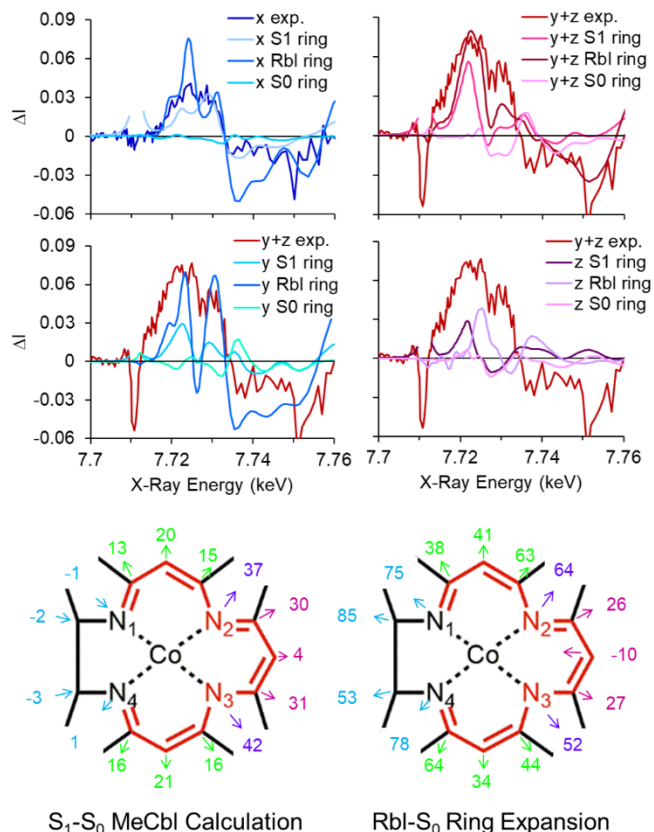 0.09
0.06
0.03
0
-0.03
-0.06
ΔI
x exp.
x S1 ring
x Rbl ring
x S0 ring
y+z exp.
y+z S1 ring
y+z Rbl ring
y+z S0 ring
0.09
0.06
0.03
0
-0.03
-0.06
ΔI
y+z exp.
y S1 ring
y Rbl ring
y S0 ring
y+z exp.
z S1 ring
z Rbl ring
z S0 ring
7.7 7.72 7.74 7.76
7.7 7.72 7.74 7.76
X-Ray Energy (keV)
X-Ray Energy (keV)
20
13 15
-1 37
-2 N1 N2 30
Co 4
-3 N4 N3 31
1 42
16 16
21
41
38 63
75 64
85 N1 N2 26
Co -10
53 N4 N3 27
78 52
64 44
34
S1-S0 MeCbl Calculation
Rbl-S0 Ring Expansion